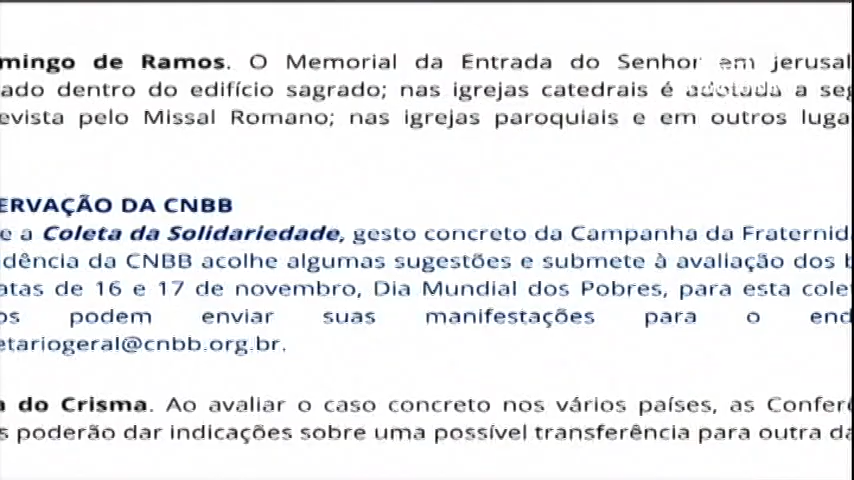 mingo de Ramos. O Memorial da Entrada do Senhor em jerusal
ado dentro do edifício sagrado; nas igrejas catedrais é adotada a seg
evista pelo Missal Romano; nas igrejas paroquiais e em outros luga
ERVAÇÃO DA CNBB
e a Coleta da Solidariedade, gesto concreto da Campanha da Fraternid
idência da CNBB acolhe algumas sugestões e submete à avaliação dos b
atas de 16 e 17 de novembro, Dia Mundial dos Pobres, para esta cole
os podem enviar suas manifestações para o end
etariogeral@cnbb.org.br.
a do Crisma. Ao avaliar o caso concreto nos vários países, as Confer
s poderão dar indicações sobre uma possível transferência para outra da